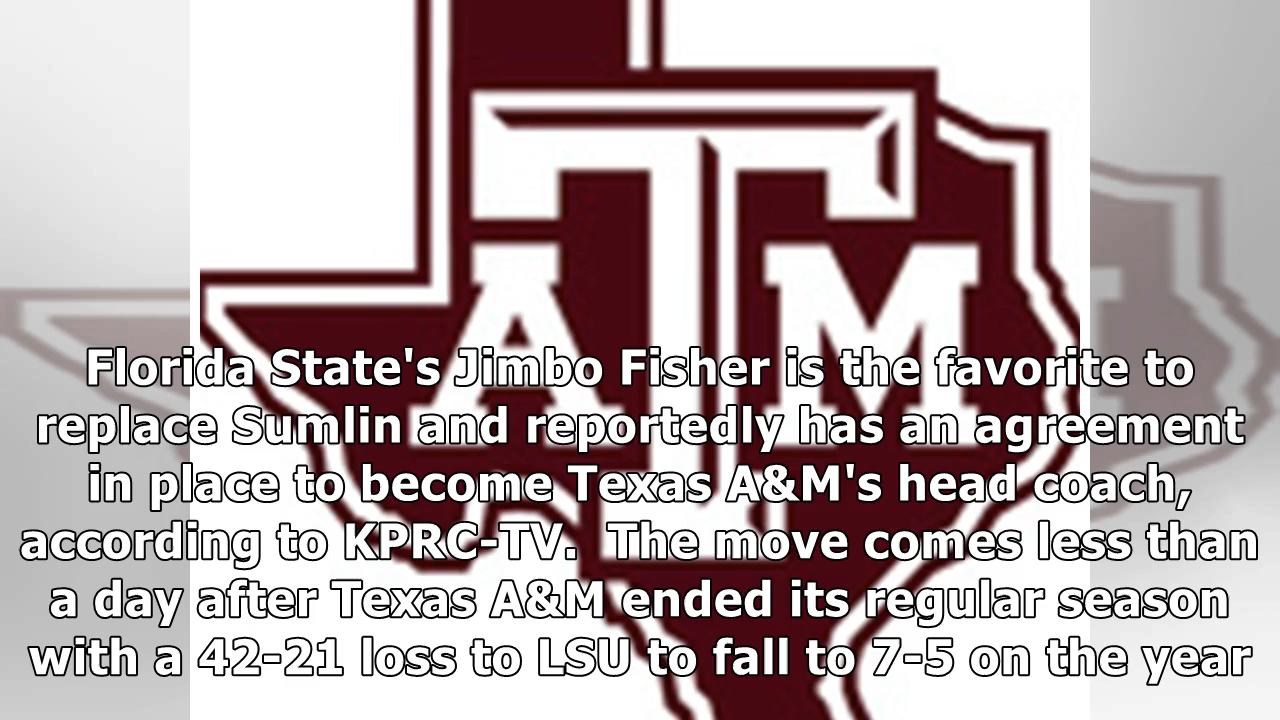 A T M
Florida State's Jimbo Fisher is the favorite to
replace Sumlin and reportedly has an agreement
in place to become Texas A&M's head coach,
according to KPRC-TV.  The move comes less than
a day after Texas A&M ended its regular season
with a 42-21 loss to LSU to fall to 7-5 on the year